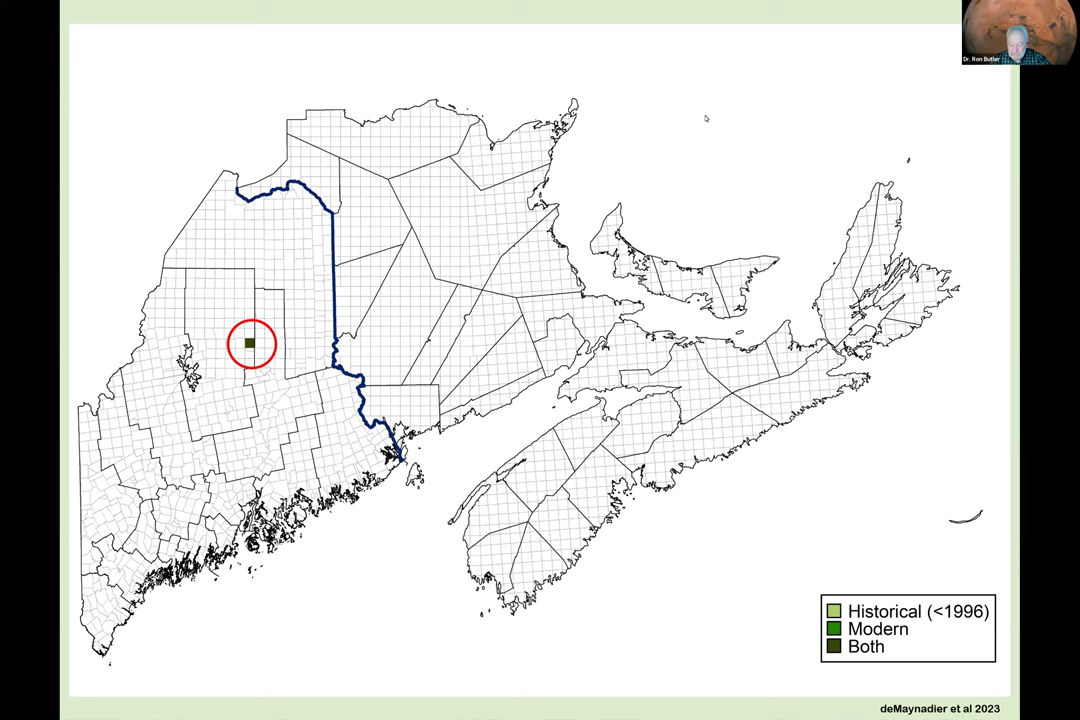 Dr. Ron Butler
Historical (<1996)
Modern
Both
deMaynadier et al 2023